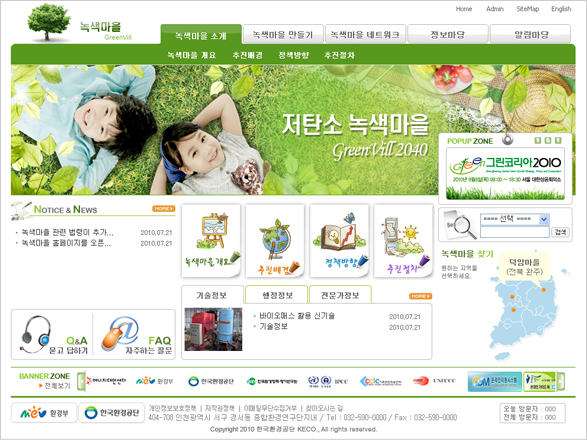 Home Admin SiteMap English
녹색마을
GreenVill
녹색마을 소개 녹색마을 만들기 녹색마을 네트워크 정보마당 알림마당
녹색마을 개요 추진배경 정책방향 추진절차
저탄소 녹색마을
Green Vill 2040
POPUP ZONE
그린코리아2010
2010년 9월 8일(목) 09:00 ~ 18:30 서울 대한상공회의소
NOTICE & NEWS
MORE
녹색마을 관련 법령이 추가... 2010.07.21
녹색마을 홈페이지를 오픈... 2010.07.21
녹색마을개요
추진배경
정책방향
추진절차
==== 선택 ====
검색
녹색마을 찾기
원하는 지역을
선택하세요.
덕암마을
(전북 완주)
기술정보 행정정보 전문가정보
MORE
바이오매스 활용 신기술 2010.07.21
기술정보 2010.07.21
Q&A
묻고 답하기
FAQ
자주하는 질문
BANNER ZONE
전체보기
에너지관리공단 환경부 한국환경공단 UNEP IPCC UNFCCC
환경부 한국환경공단
개인정보보호정책 | 저작권정책 | 이메일무단수집거부 | 찾아오시는 길
404-708 인천광역시 서구 경서동 종합환경연구단지내 / Tel : 032-590-0000 / Fax : 032-590-0000
Copyright 2010 한국환경공단 KECO., All rights reserved.
오늘 방문자 : 000
전체 방문자 : 000